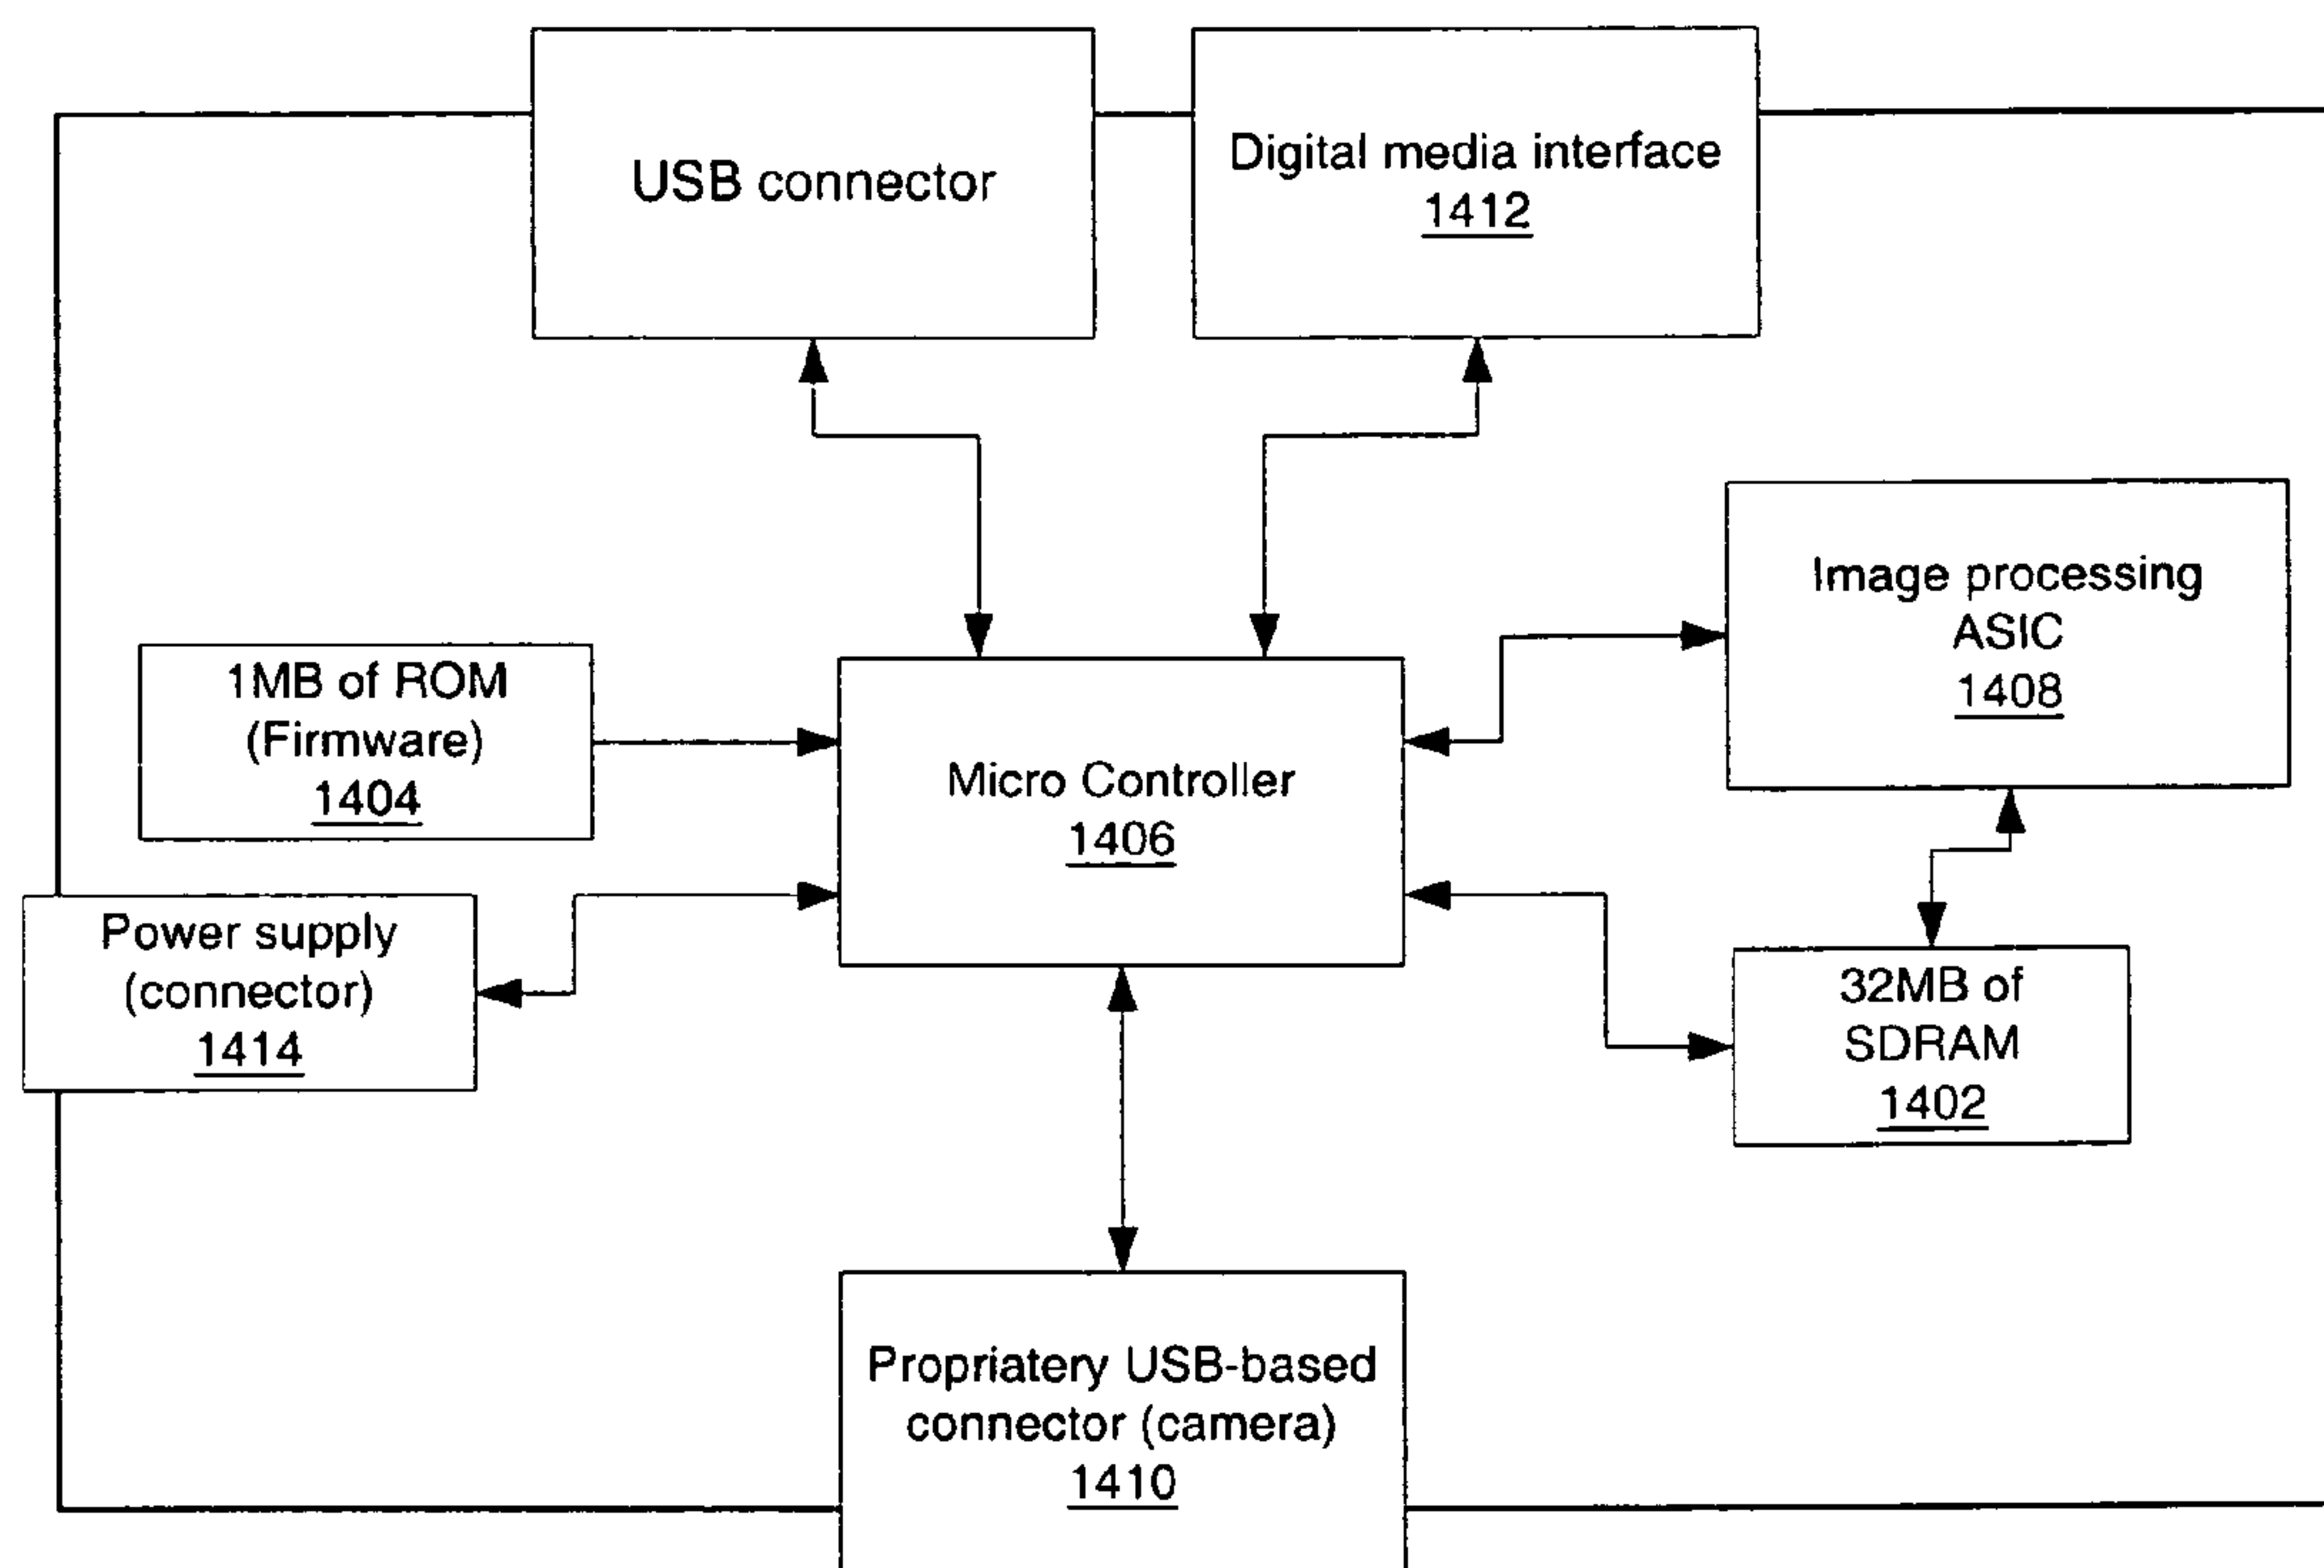 USB connector
Digital media interface
1412
Image processing
ASIC
1408
1MB of ROM
(Firmware)
1404
Micro Controller
1406
Power supply
(connector)
1414
32MB of
SDRAM
1402
Propriatery USB-based
connector (camera)
1410